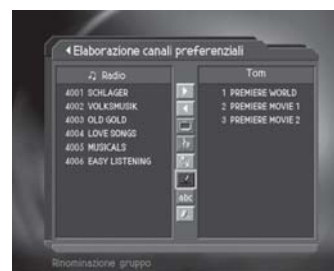 Elaborazione canali preferenziali
Radio
4001 SCHLAGER
4002 VOLKSMUSIK
4003 OLD GOLD
4004 LOVE SONGS
4005 MUSICALS
4006 EASY LISTENING
abc
Tom
1 PREMIERE WORLD
2 PREMIERE MOVIE 1
3 PREMIERE MOVIE 2
Rinominazione gruppo